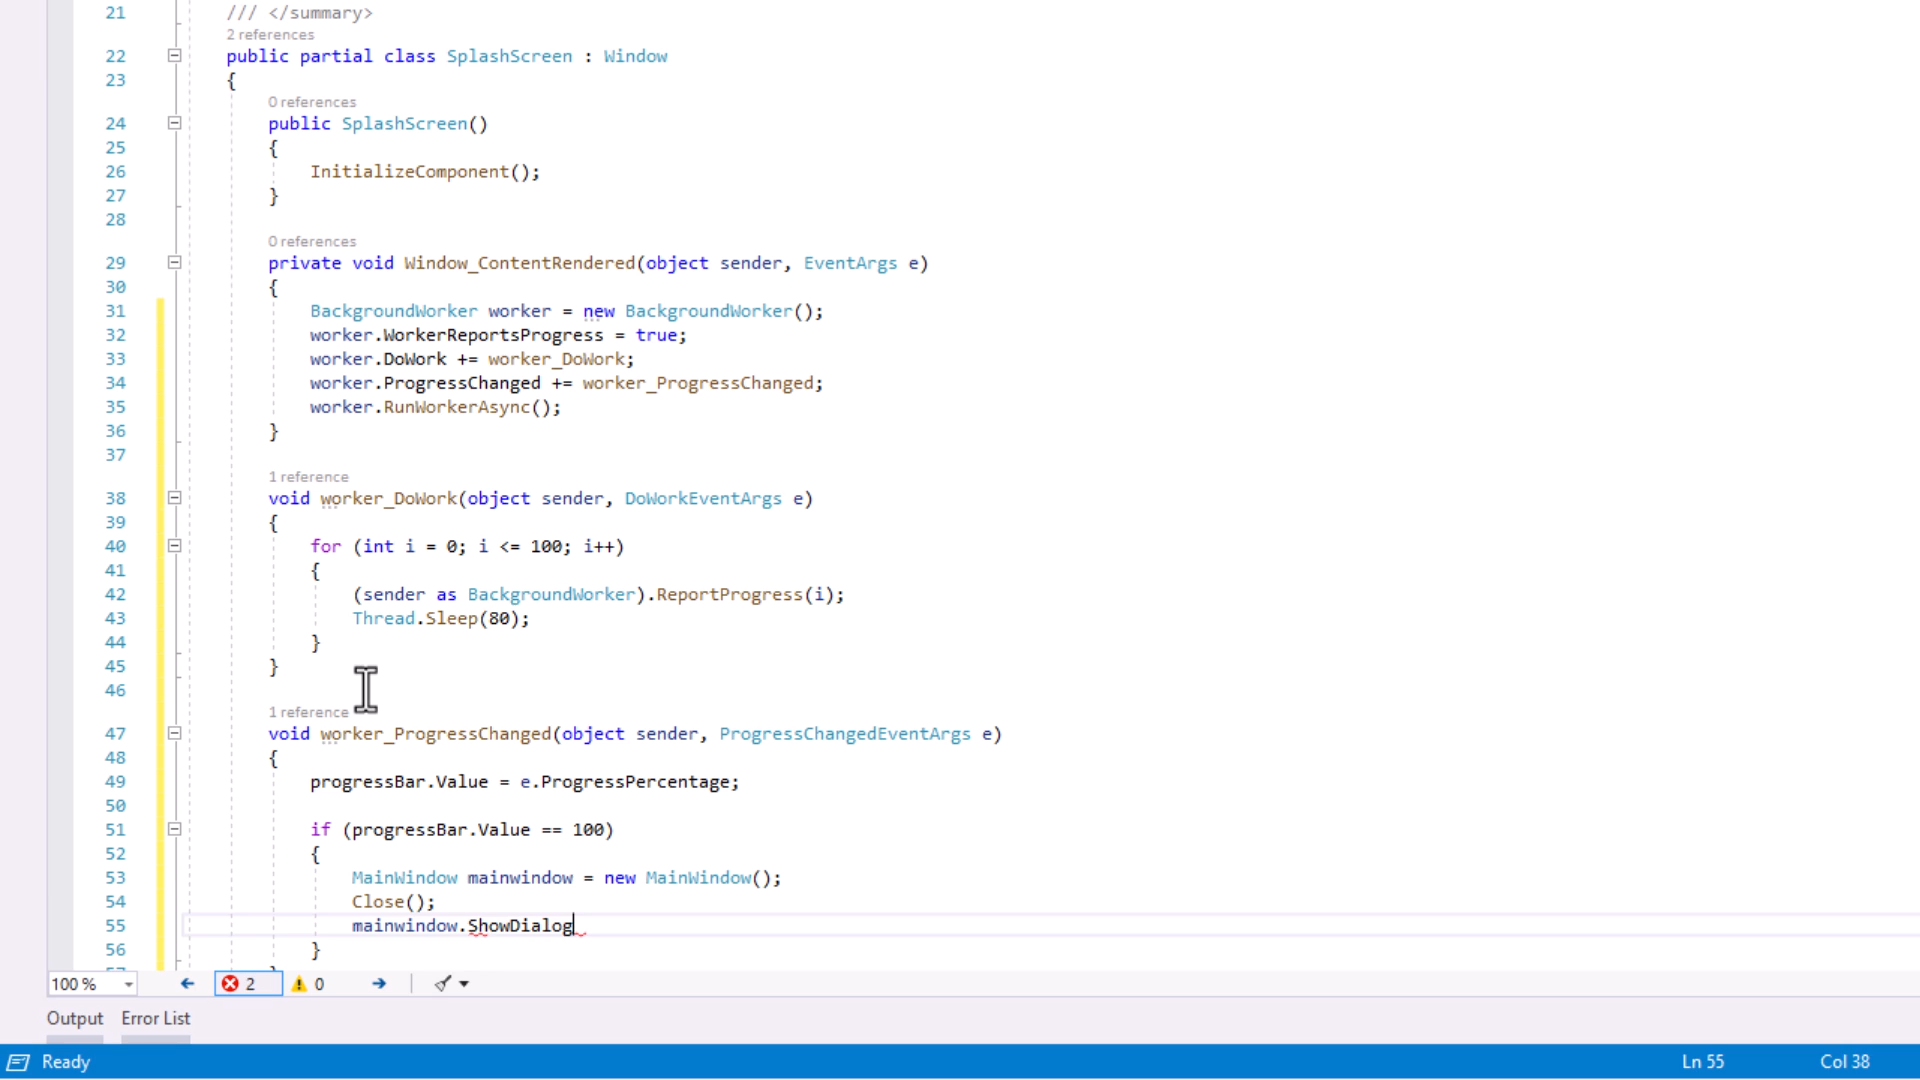 21 /// </summary>
2 references
22 public partial class SplashScreen : Window
23 {
0 references
24 public SplashScreen()
25 {
26 InitializeComponent();
27 }
28
0 references
29 private void Window_ContentRendered(object sender, EventArgs e)
30 {
31 BackgroundWorker worker = new BackgroundWorker();
32 worker.WorkerReportsProgress = true;
33 worker.DoWork += worker_DoWork;
34 worker.ProgressChanged += worker_ProgressChanged;
35 worker.RunWorkerAsync();
36 }
37
1 reference
38 void worker_DoWork(object sender, DoWorkEventArgs e)
39 {
40 for (int i = 0; i <= 100; i++)
41 {
42 (sender as BackgroundWorker).ReportProgress(i);
43 Thread.Sleep(80);
44 }
45 }
46
1 reference
47 void worker_ProgressChanged(object sender, ProgressChangedEventArgs e)
48 {
49 progressBar.Value = e.ProgressPercentage;
50
51 if (progressBar.Value == 100)
52 {
53 MainWindow mainwindow = new MainWindow();
54 Close();
55 mainwindow.ShowDialog
56 }
100 % 2 0
Output Error List
Ready Ln 55 Col 38